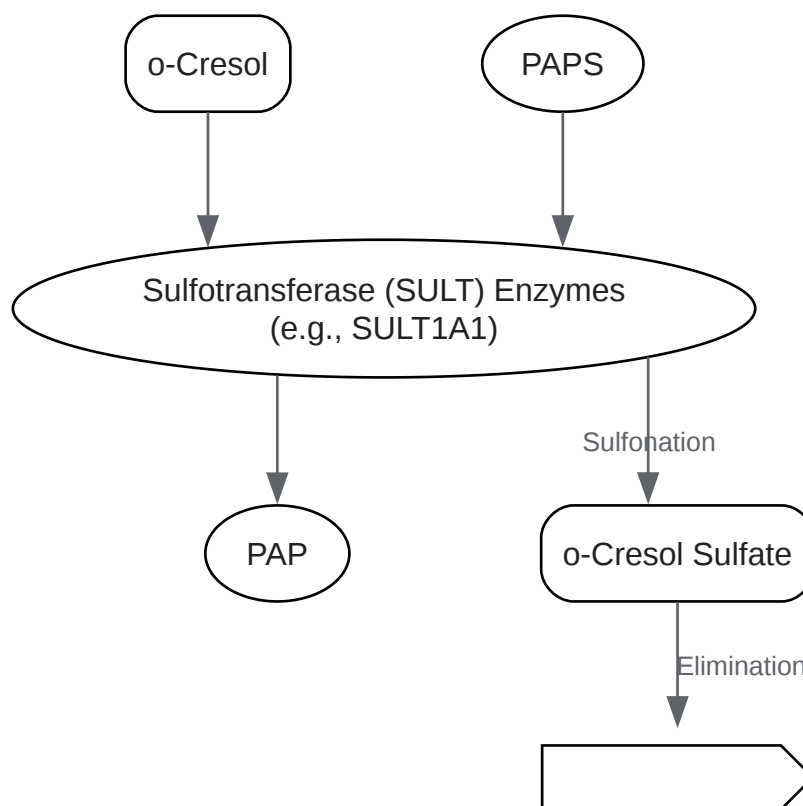 o-Cresol
PAPS
Sulfotransferase (SULT) Enzymes
(e.g., SULT1A1)
Sulfonation
PAP
o-Cresol Sulfate
Elimination